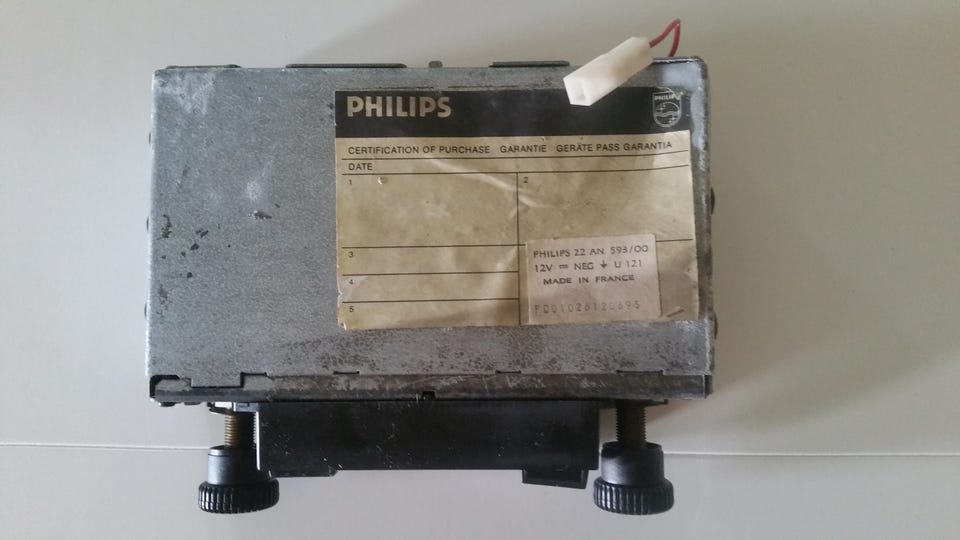 PHILIPS
PHILIPS
CERTIFICATION OF PURCHASE GARANTIE GERÄTE PASS GARANTIA
DATE
1
2
3
4
5
PHILIPS 22 AN 593/00
12V ⎓ NEG ⏚ U 121
MADE IN FRANCE